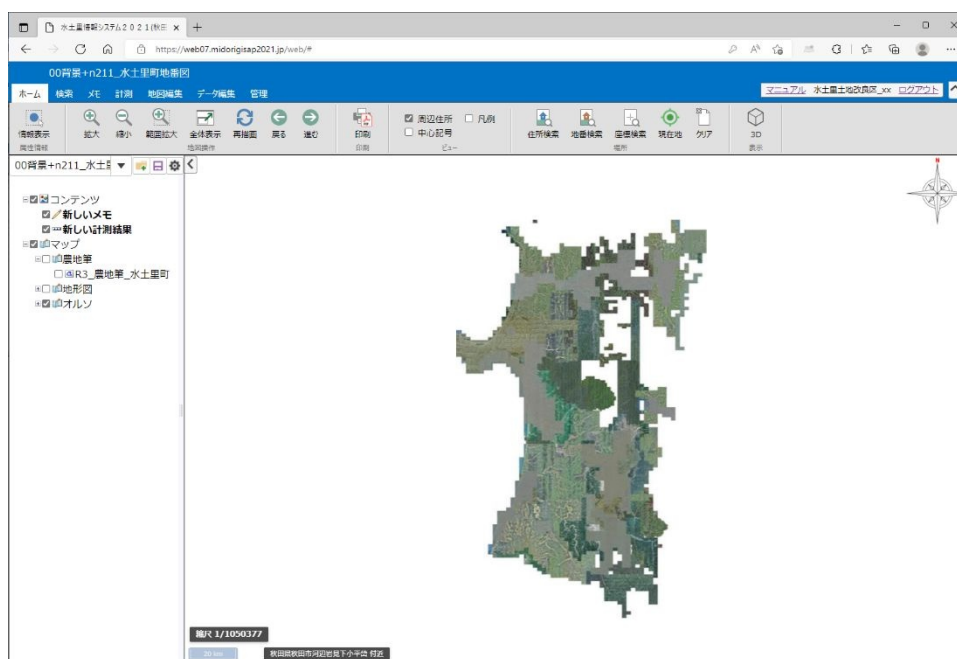 水土里情報システム2021(秋田
https://web07.midorigisap2021.jp/web/#
00背景+n211_水土里町地番図
ホーム 検索 メモ 計測 地図編集 データ編集 管理
マニュアル 水土里土地改良区_xx ログアウト
情報表示 拡大 縮小 範囲拡大 全体表示 再描画 戻る 進む 印刷
周辺住所 凡例
中心記号
住所検索 地番検索 座標検索 現在地 クリア 3D
属性情報 地図操作 印刷 ビュー 場所 表示
00背景+n211_水土里
コンテンツ
新しいメモ
新しい計測結果
マップ
農地筆
R3_農地筆_水土里町
地形図
オルソ
N
縮尺 1/1050377
20 km
秋田県秋田市河辺岩見下小平岱 付近